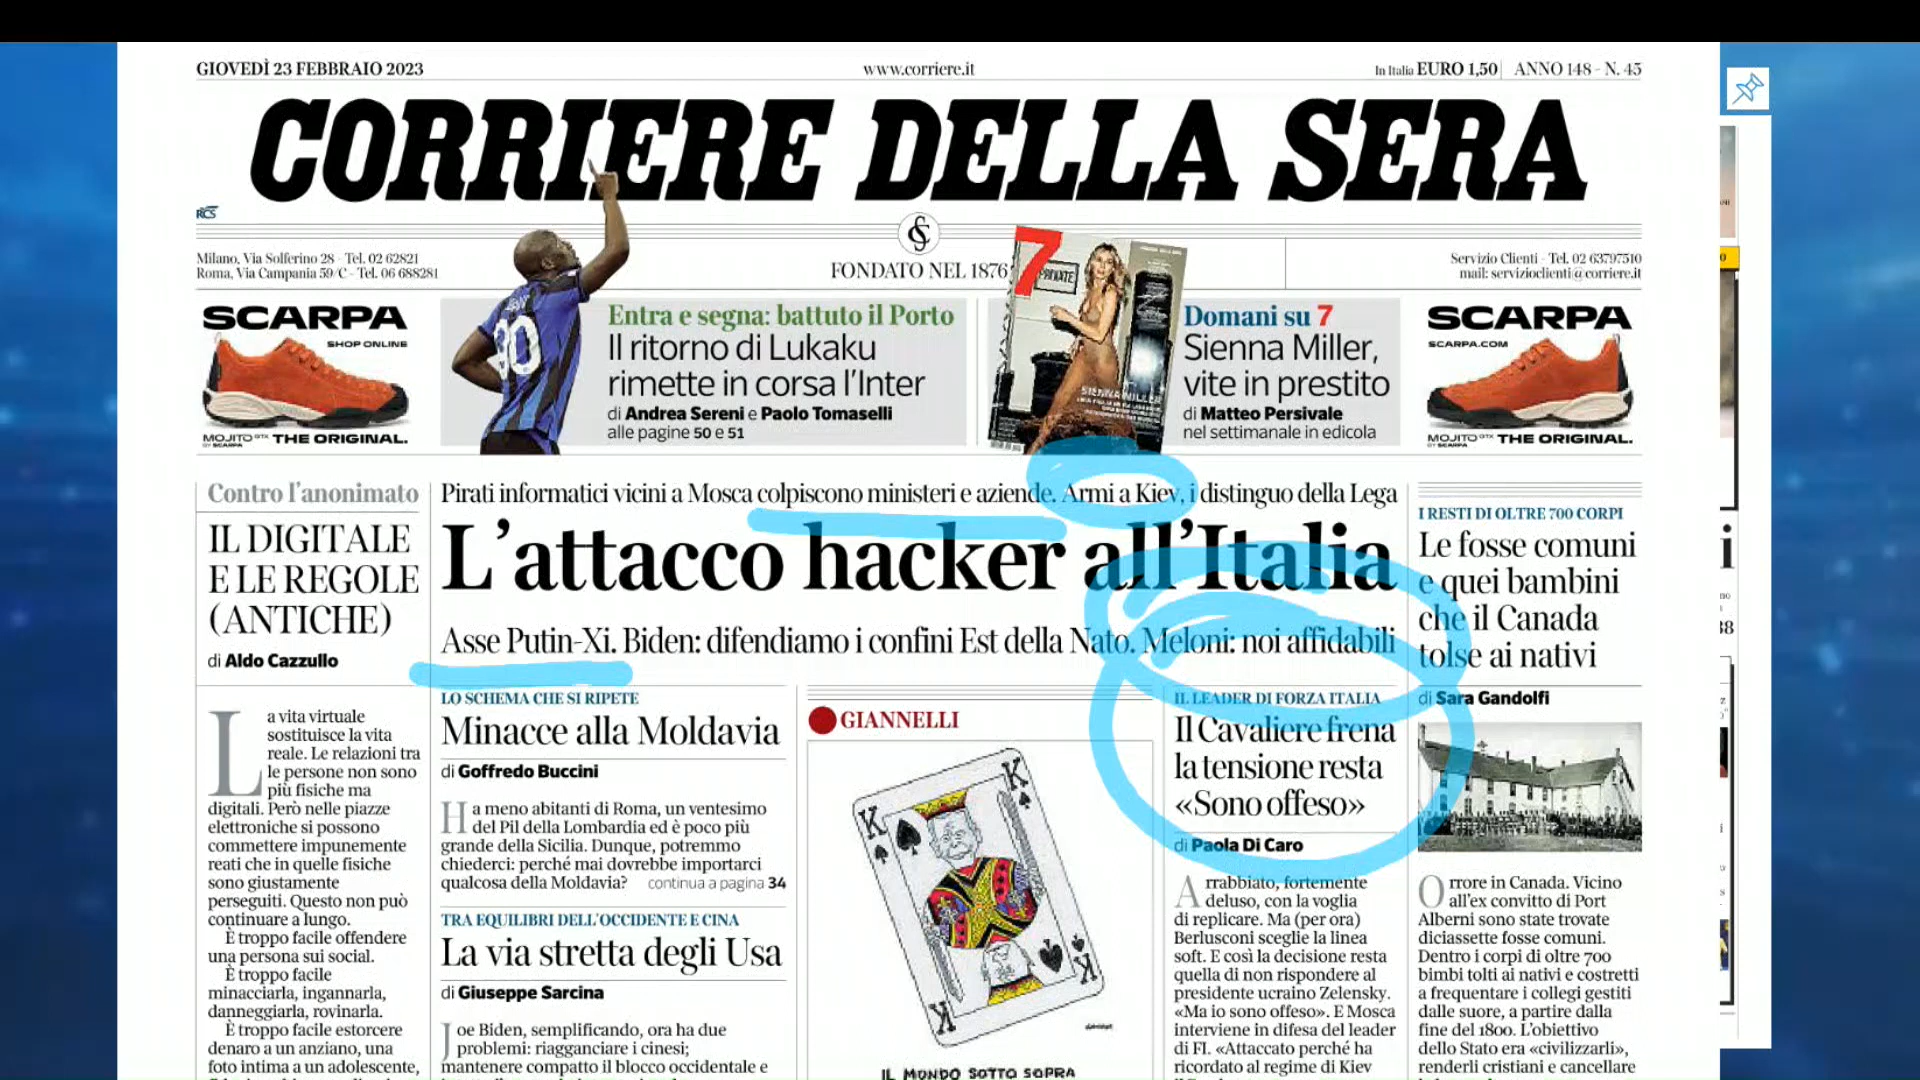 GIOVEDÌ 23 FEBBRAIO 2023
www.corriere.it
In Italia EURO 1,50 ANNO 148 - N. 45
CORRIERE DELLA SERA
RCS
Milano, Via Solferino 28 - Tel. 02 62821
Roma, Via Campania 59/C - Tel. 06 688281
FONDATO NEL 1876
Servizio Clienti - Tel. 02 63797510
mail: servizioclienti@corriere.it
SCARPA
SHOP ONLINE
MOJITO GTX THE ORIGINAL.
BY SCARPA
90
Entra e segna: battuto il Porto
Il ritorno di Lukaku
rimette in corsa l'Inter
di Andrea Sereni e Paolo Tomaselli
alle pagine 50 e 51
7
PRIVATE
SIENNA MILLER
Domani su 7
Sienna Miller,
vite in prestito
di Matteo Persivale
nel settimanale in edicola
SCARPA
SCARPA.COM
MOJITO GTX THE ORIGINAL.
BY SCARPA
Contro l'anonimato
IL DIGITALE
E LE REGOLE
(ANTICHE)
di Aldo Cazzullo
La vita virtuale
sostituisce la vita
reale. Le relazioni tra
le persone non sono
più fisiche ma
digitali. Però nelle piazze
elettroniche si possono
commettere impunemente
reati che in quelle fisiche
sono giustamente
perseguiti. Questo non può
continuare a lungo.
È troppo facile offendere
una persona sui social.
È troppo facile
minacciarla, ingannarla,
danneggiarla, rovinarla.
È troppo facile estorcere
denaro a un anziano, una
foto intima a un adolescente,
Pirati informatici vicini a Mosca colpiscono ministeri e aziende. Armi a Kiev, i distinguo della Lega
L'attacco hacker all'Italia
Asse Putin-Xi. Biden: difendiamo i confini Est della Nato. Meloni: noi affidabili
LO SCHEMA CHE SI RIPETE
Minacce alla Moldavia
di Goffredo Buccini
Ha meno abitanti di Roma, un ventesimo
del Pil della Lombardia ed è poco più
grande della Sicilia. Dunque, potremmo
chiederci: perché mai dovrebbe importarci
qualcosa della Moldavia? continua a pagina 34
TRA EQUILIBRI DELL'OCCIDENTE E CINA
La via stretta degli Usa
di Giuseppe Sarcina
Joe Biden, semplificando, ora ha due
problemi: riagganciare i cinesi;
mantenere compatto il blocco occidentale e
GIANNELLI
K
K
K
K
IL MONDO SOTTO SOPRA
IL LEADER DI FORZA ITALIA
Il Cavaliere frena
la tensione resta
«Sono offeso»
di Paola Di Caro
Arrabbiato, fortemente
deluso, con la voglia
di replicare. Ma (per ora)
Berlusconi sceglie la linea
soft. E così la decisione resta
quella di non rispondere al
presidente ucraino Zelensky.
«Ma io sono offeso». E Mosca
interviene in difesa del leader
di FI. «Attaccato perché ha
ricordato al regime di Kiev
I RESTI DI OLTRE 700 CORPI
Le fosse comuni
e quei bambini
che il Canada
tolse ai nativi
di Sara Gandolfi
Orrore in Canada. Vicino
all'ex convitto di Port
Alberni sono state trovate
diciassette fosse comuni.
Dentro i corpi di oltre 700
bimbi tolti ai nativi e costretti
a frequentare i collegi gestiti
dalle suore, a partire dalla
fine del 1800. L'obiettivo
dello Stato era «civilizzarli»,
renderli cristiani e cancellare